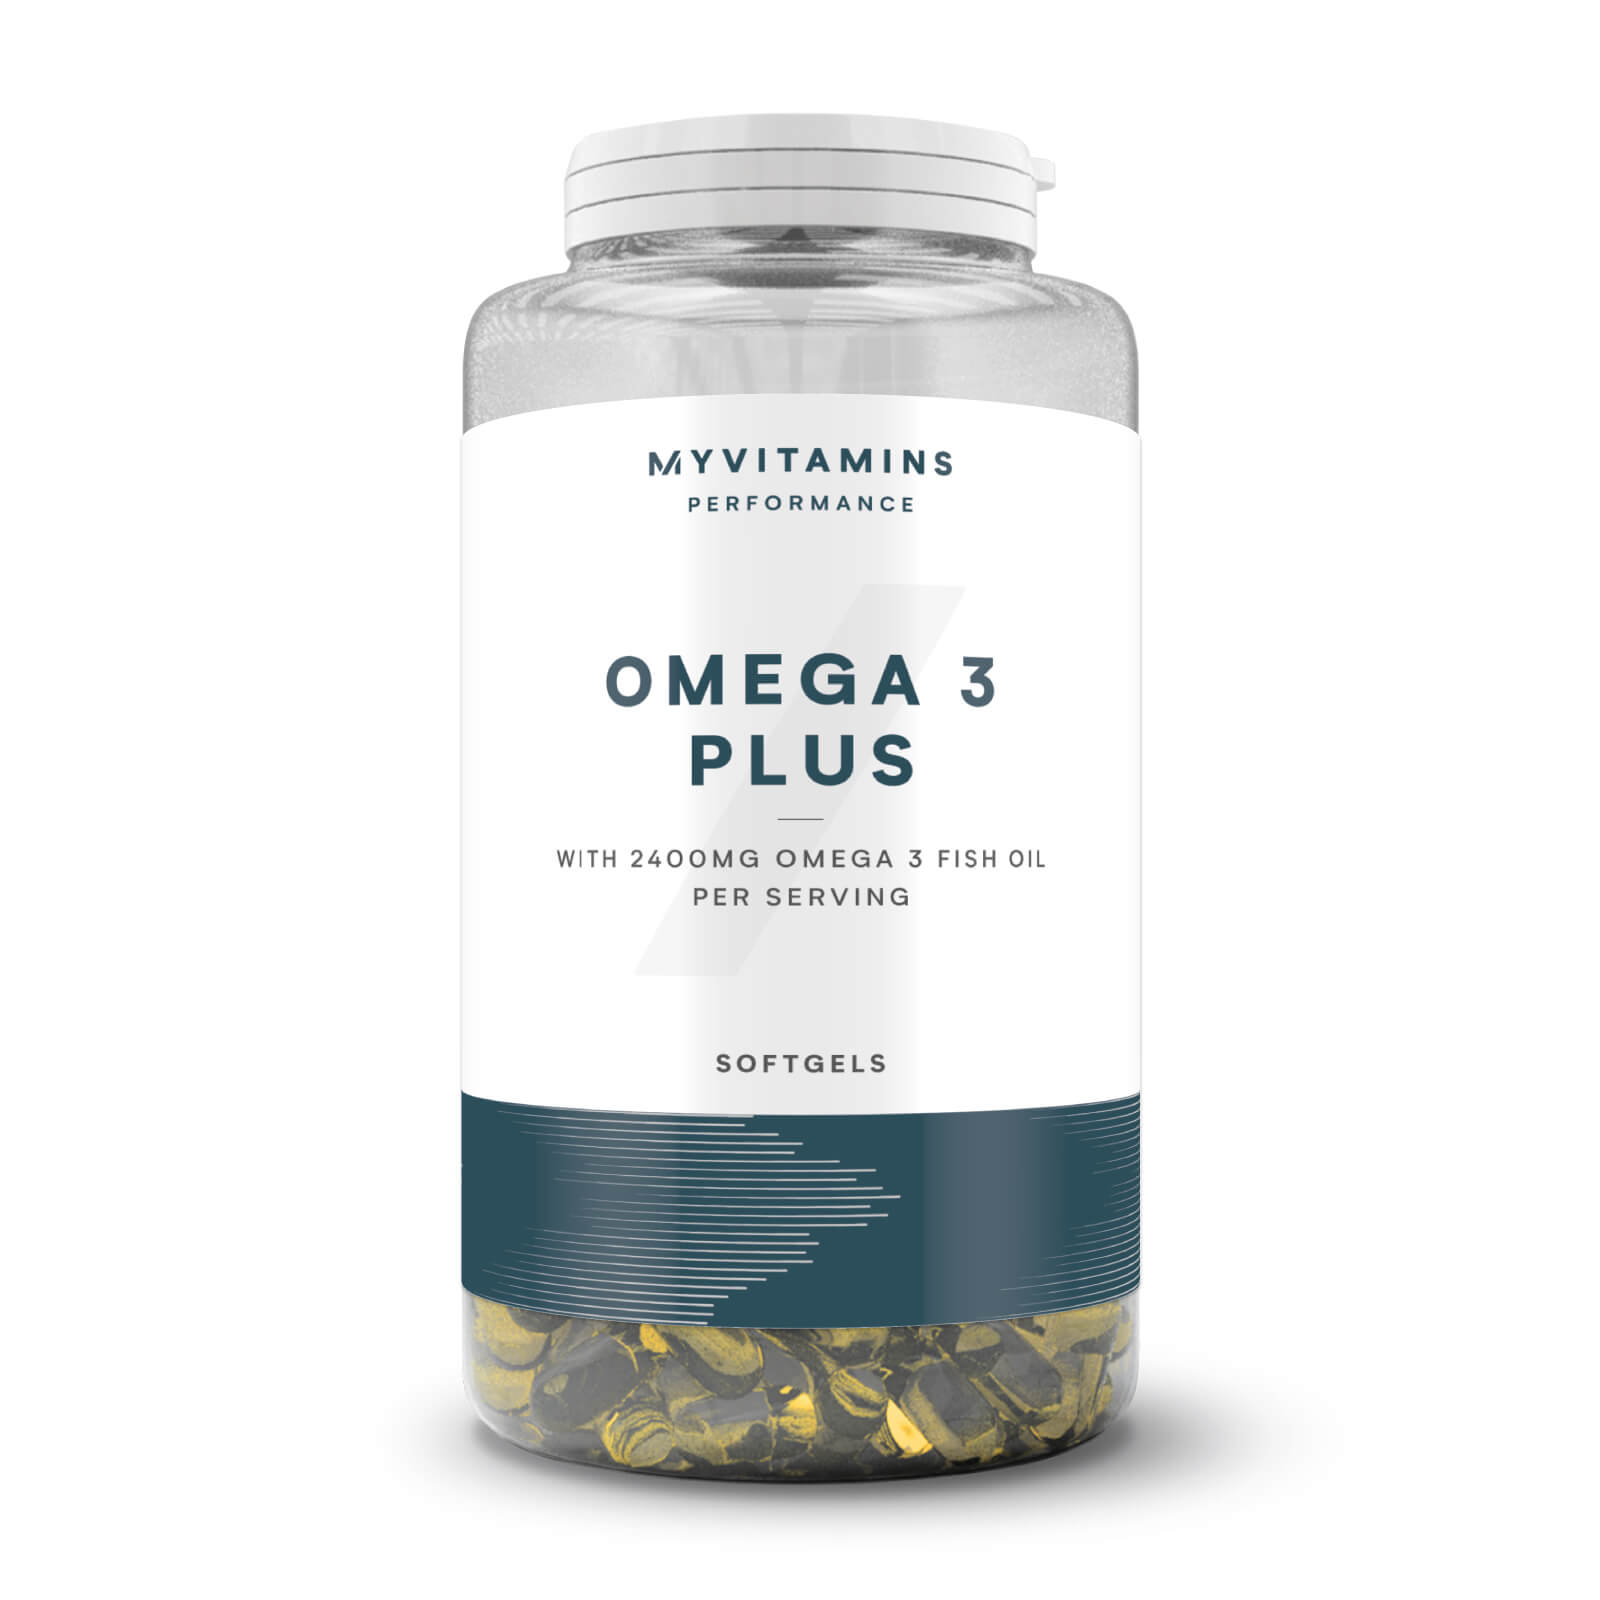 MYVITAMINS
PERFORMANCE
OMEGA 3
PLUS
WITH 2400MG OMEGA 3 FISH OIL
PER SERVING
SOFTGELS